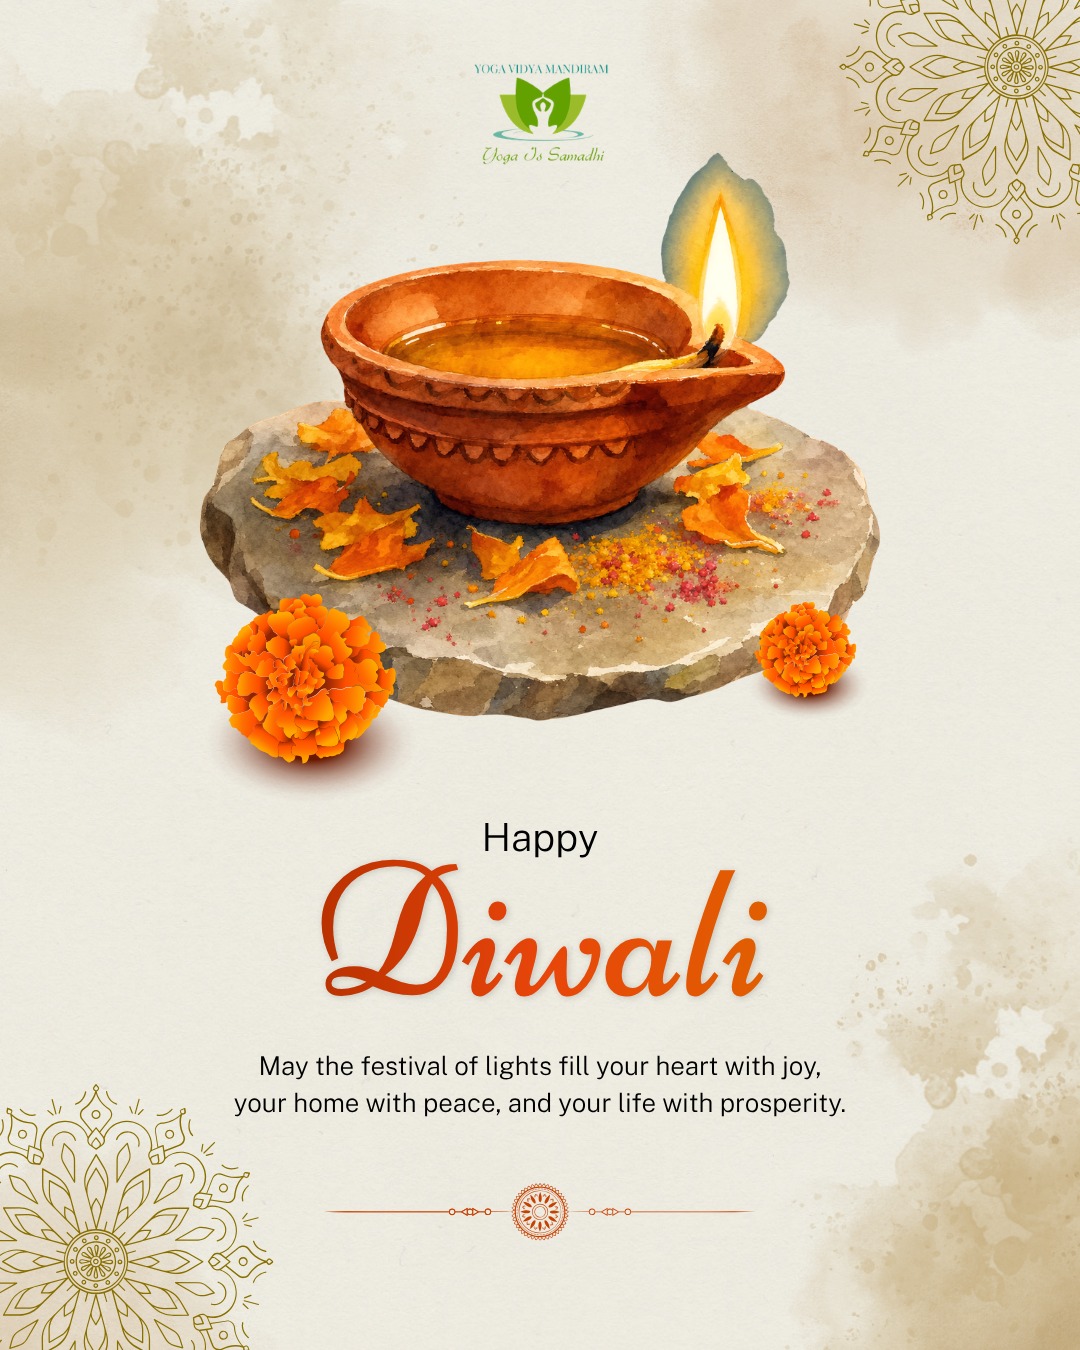 YOGA VIDYA MANDIRAM
Yoga Is Samadhi
Happy
Diwali
May the festival of lights fill your heart with joy,
your home with peace, and your life with prosperity.